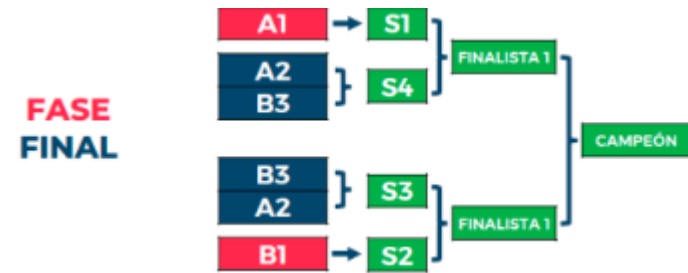 FASE
FINAL
A1
S1
A2
B3
S4
FINALISTA 1
CAMPEÓN
B3
A2
S3
FINALISTA 1
B1
S2